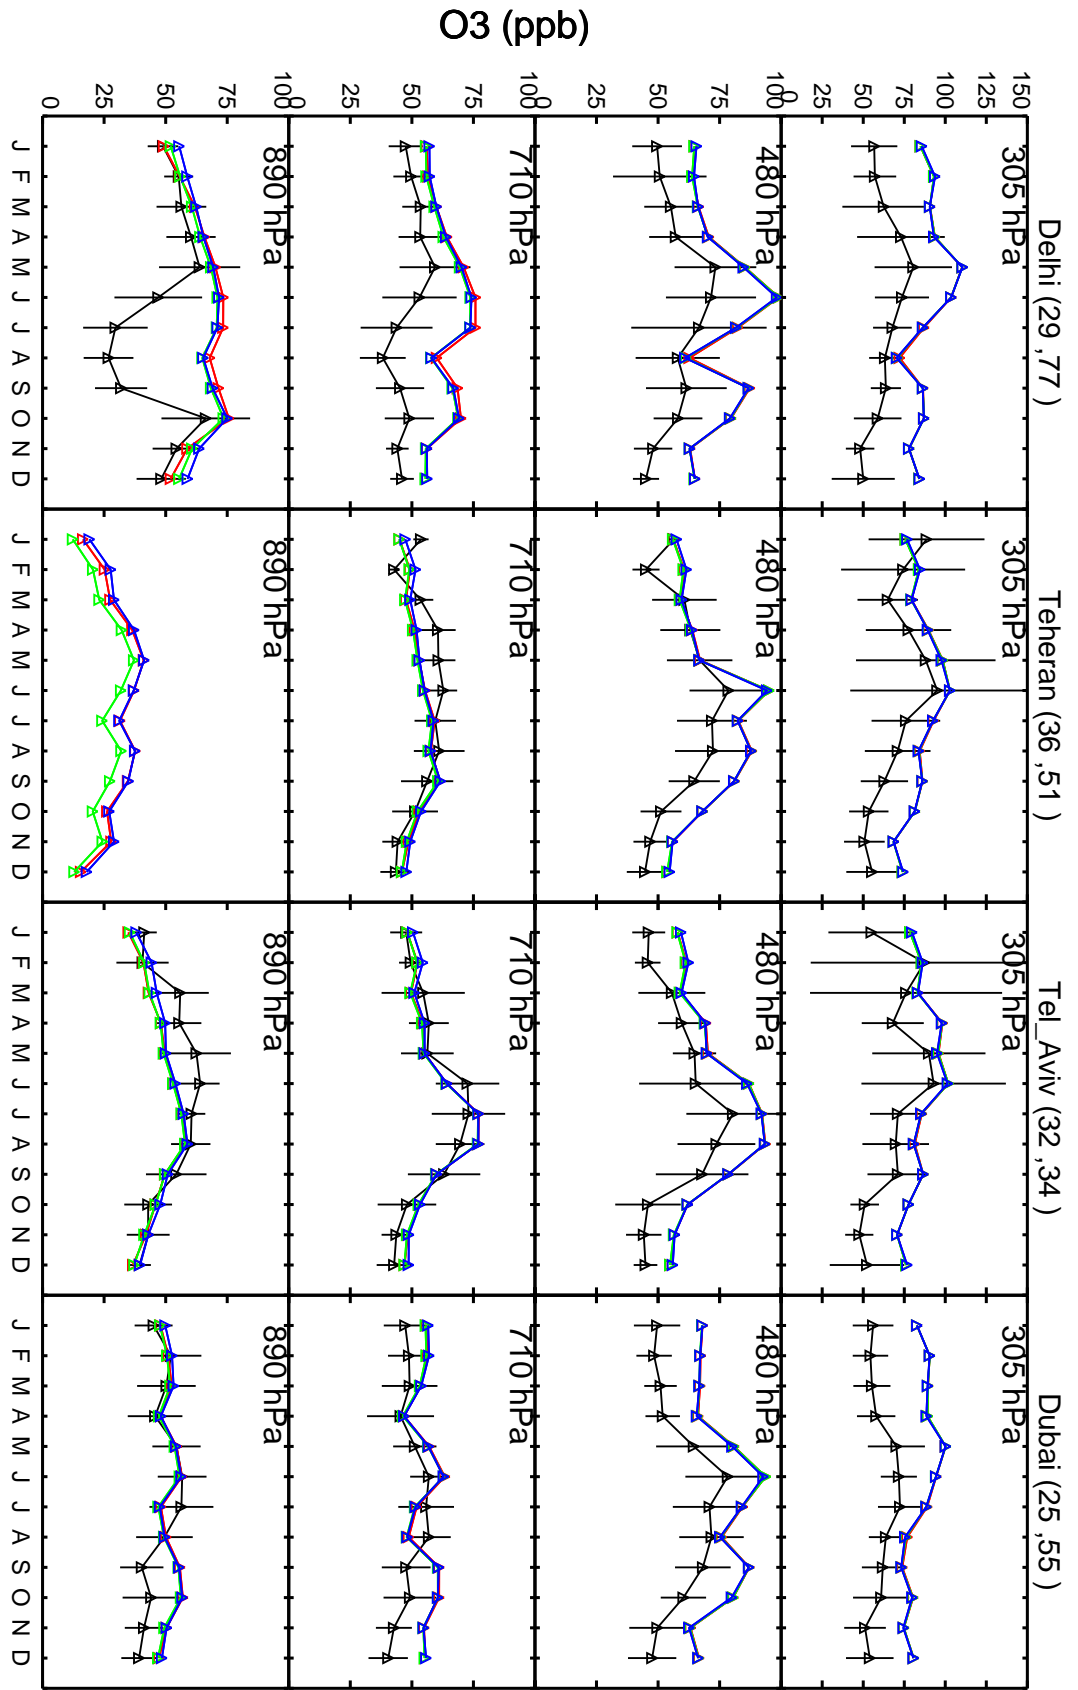 O3 (ppb)
Delhi (29 ,77 )
Teheran (36 ,51 )
Tel_Aviv (32 ,34 )
Dubai (25 ,55 )
150
125
100
75
50
25
0
305 hPa
305 hPa
305 hPa
305 hPa
100
75
50
25
0
480 hPa
480 hPa
480 hPa
480 hPa
100
75
50
25
0
710 hPa
710 hPa
710 hPa
710 hPa
100
75
50
25
0
890 hPa
890 hPa
890 hPa
890 hPa
J F M A M J J A S O N D
J F M A M J J A S O N D
J F M A M J J A S O N D
J F M A M J J A S O N D